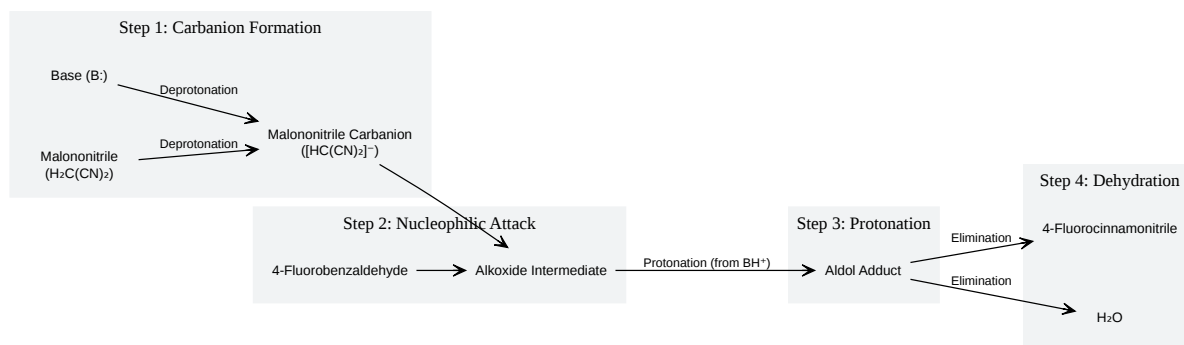 Step 1: Carbanion Formation
Base (B:)
Deprotonation
Malononitrile
(H₂C(CN)₂)
Deprotonation
Malononitrile Carbanion
([HC(CN)₂]⁻)
Step 2: Nucleophilic Attack
4-Fluorobenzaldehyde
Alkoxide Intermediate
Protonation (from BH⁺)
Step 3: Protonation
Aldol Adduct
Elimination
Elimination
Step 4: Dehydration
4-Fluorocinnamonitrile
H₂O